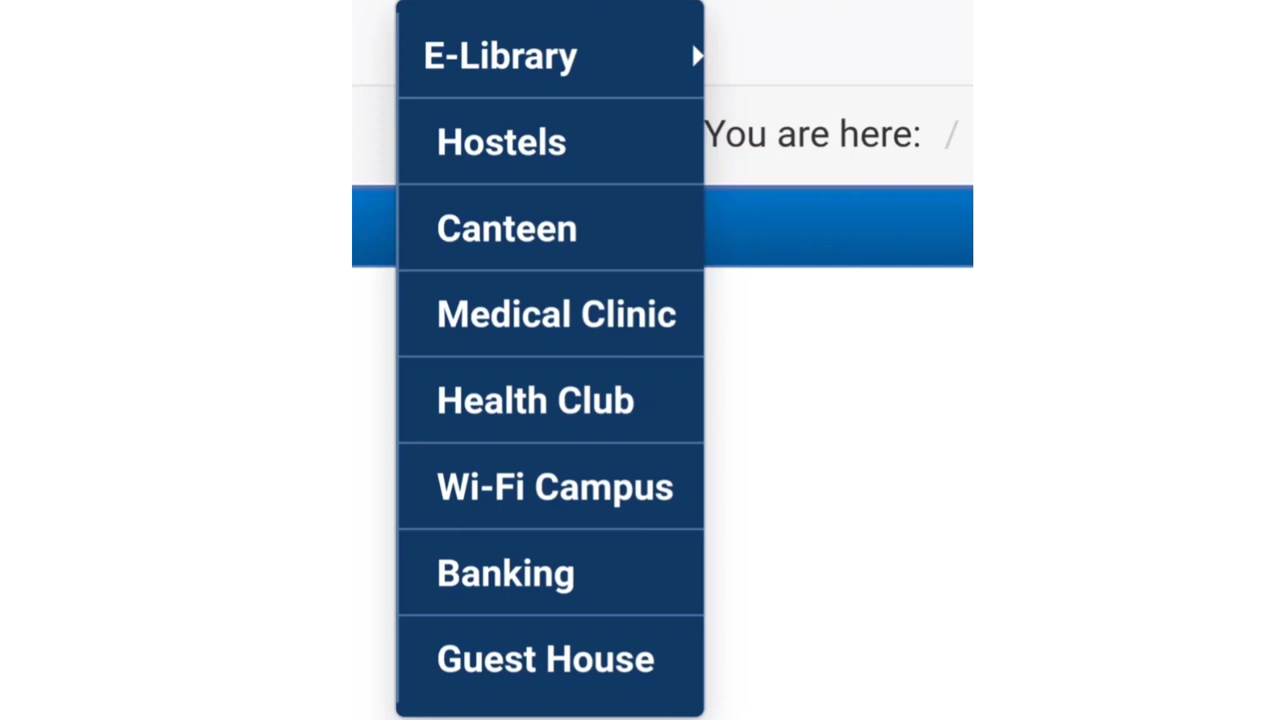 E-Library
You are here: /
Hostels
Canteen
Medical Clinic
Health Club
Wi-Fi Campus
Banking
Guest House